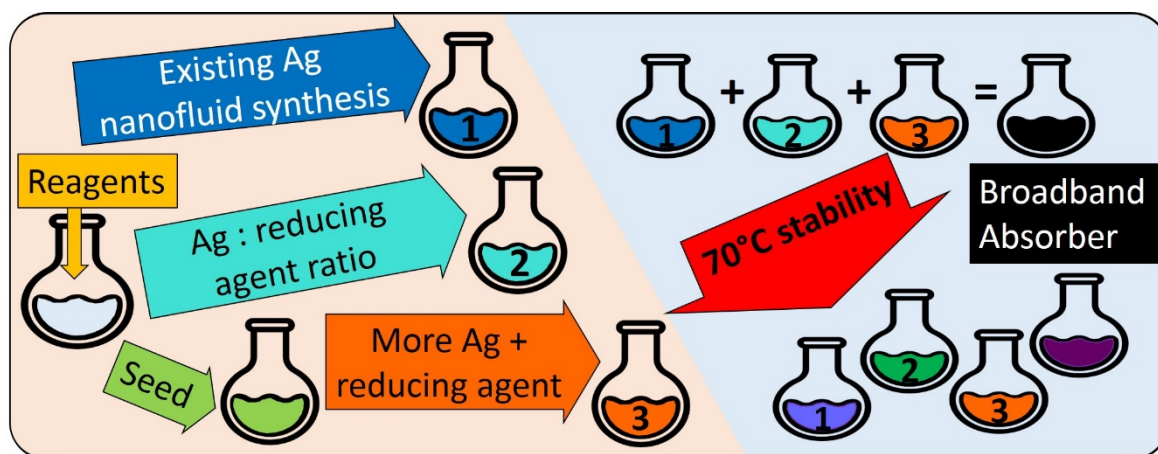 Existing Ag
nanofluid synthesis
1
Reagents
Ag : reducing
agent ratio
2
Seed
More Ag +
reducing agent
3
1 + 2 + 3 =
70°C stability
Broadband
Absorber
1
2
3